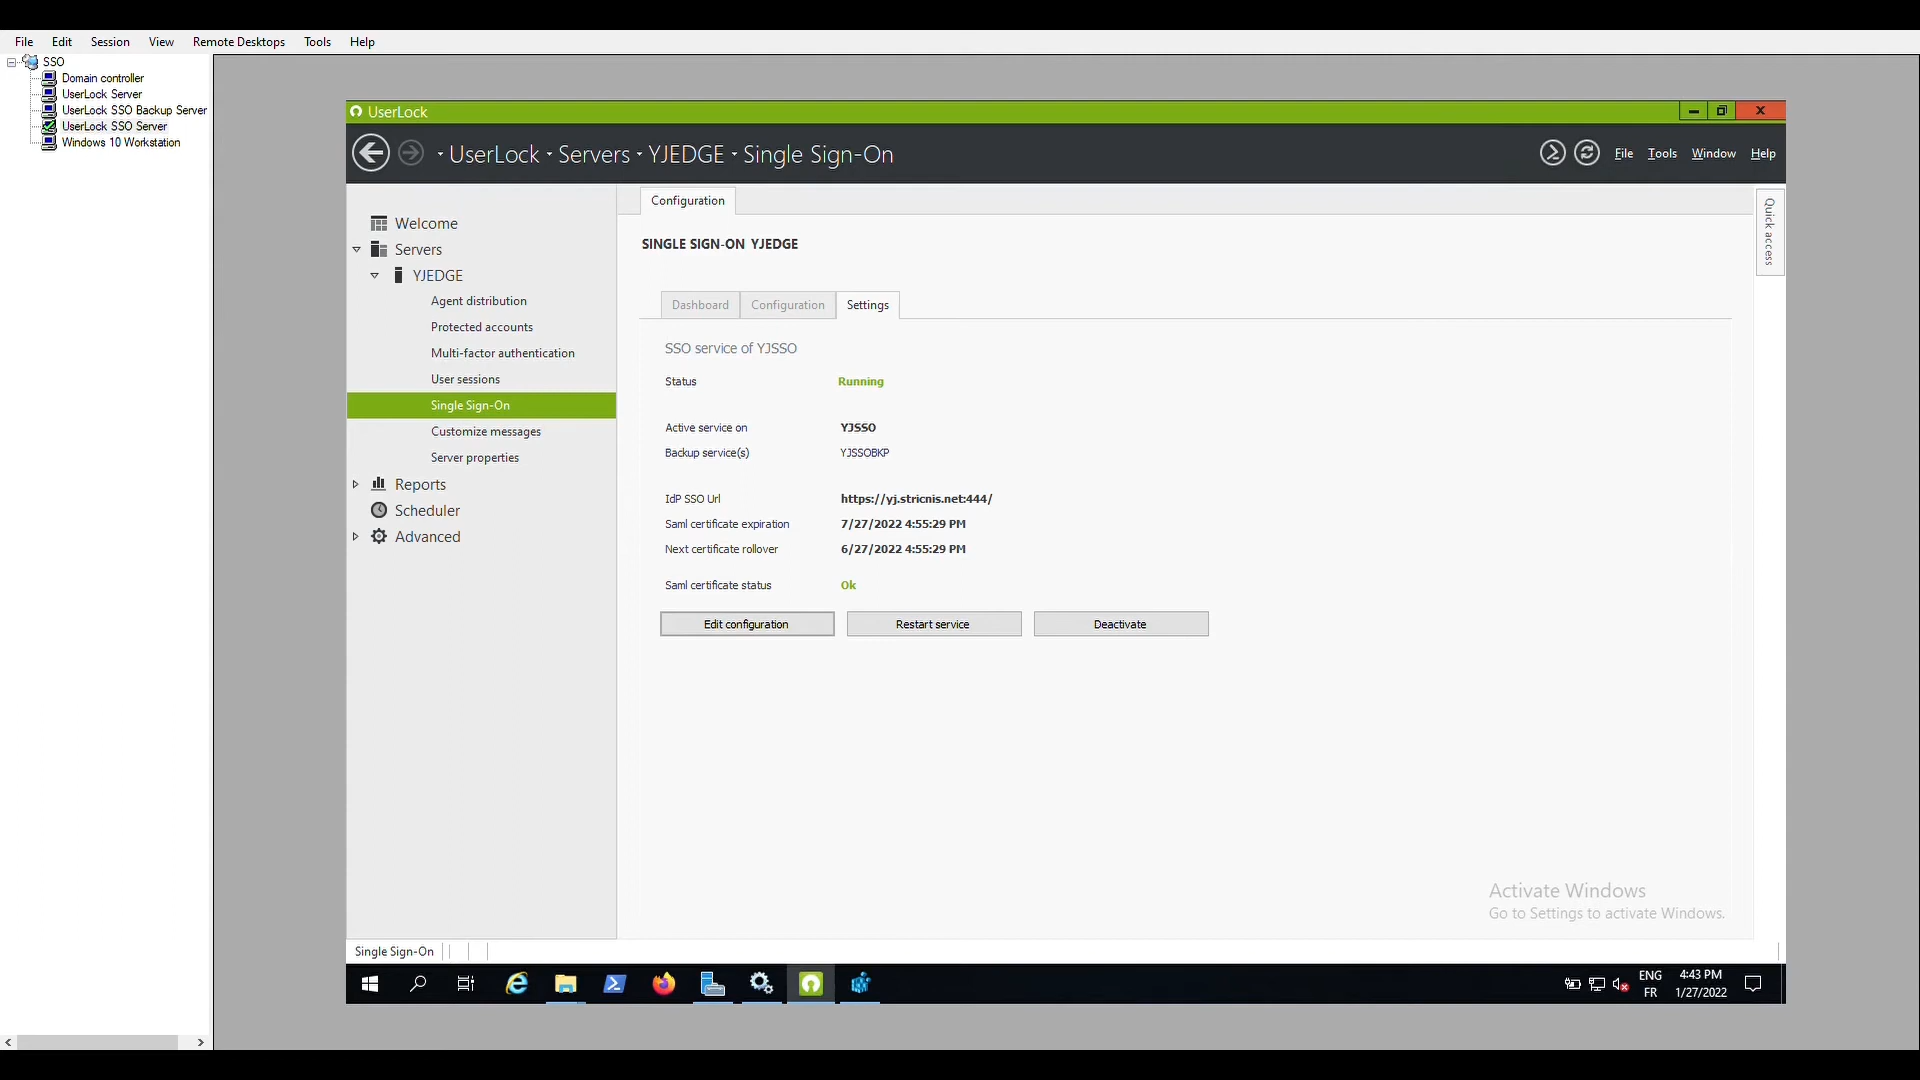 File Edit Session View Remote Desktops Tools Help
SSO
Domain controller
UserLock Server
UserLock SSO Backup Server
UserLock SSO Server
Windows 10 Workstation
UserLock
UserLock Servers YJEDGE Single Sign-On
File Tools Window Help
Welcome
Servers
YJEDGE
Agent distribution
Protected accounts
Multi-factor authentication
User sessions
Single Sign-On
Customize messages
Server properties
Reports
Scheduler
Advanced
Configuration
SINGLE SIGN-ON YJEDGE
Dashboard Configuration Settings
SSO service of YJSSO
Status Running
Active service on YJSSO
Backup service(s) YJSSOBKP
IdP SSO Url https://yj.stricnis.net:444/
Saml certificate expiration 7/27/2022 4:55:29 PM
Next certificate rollover 6/27/2022 4:55:29 PM
Saml certificate status Ok
Edit configuration Restart service Deactivate
Quick access
Activate Windows
Go to Settings to activate Windows.
Single Sign-On
ENG
FR
4:43 PM
1/27/2022